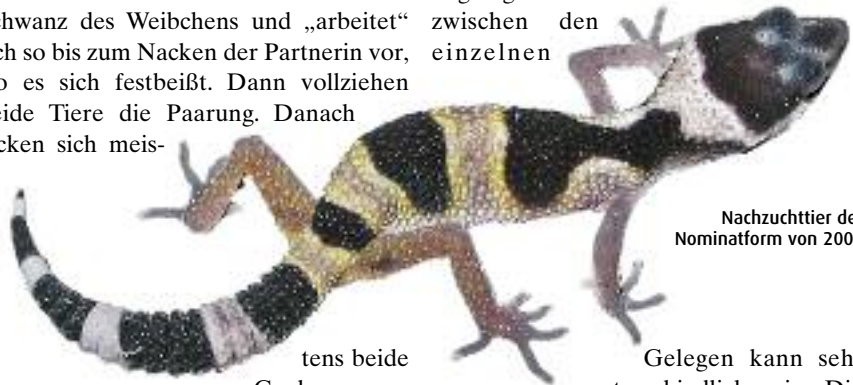 chwanz des Weibchens und „arbeitet“
ch so bis zum Nacken der Partnerin vor,
o es sich festbeißt. Dann vollziehen
eide Tiere die Paarung. Danach
cken sich meis-
tens beide
zwischen den
einzelnen
Nachzuchttier de
Nominatform von 200
Gelegen kann seh